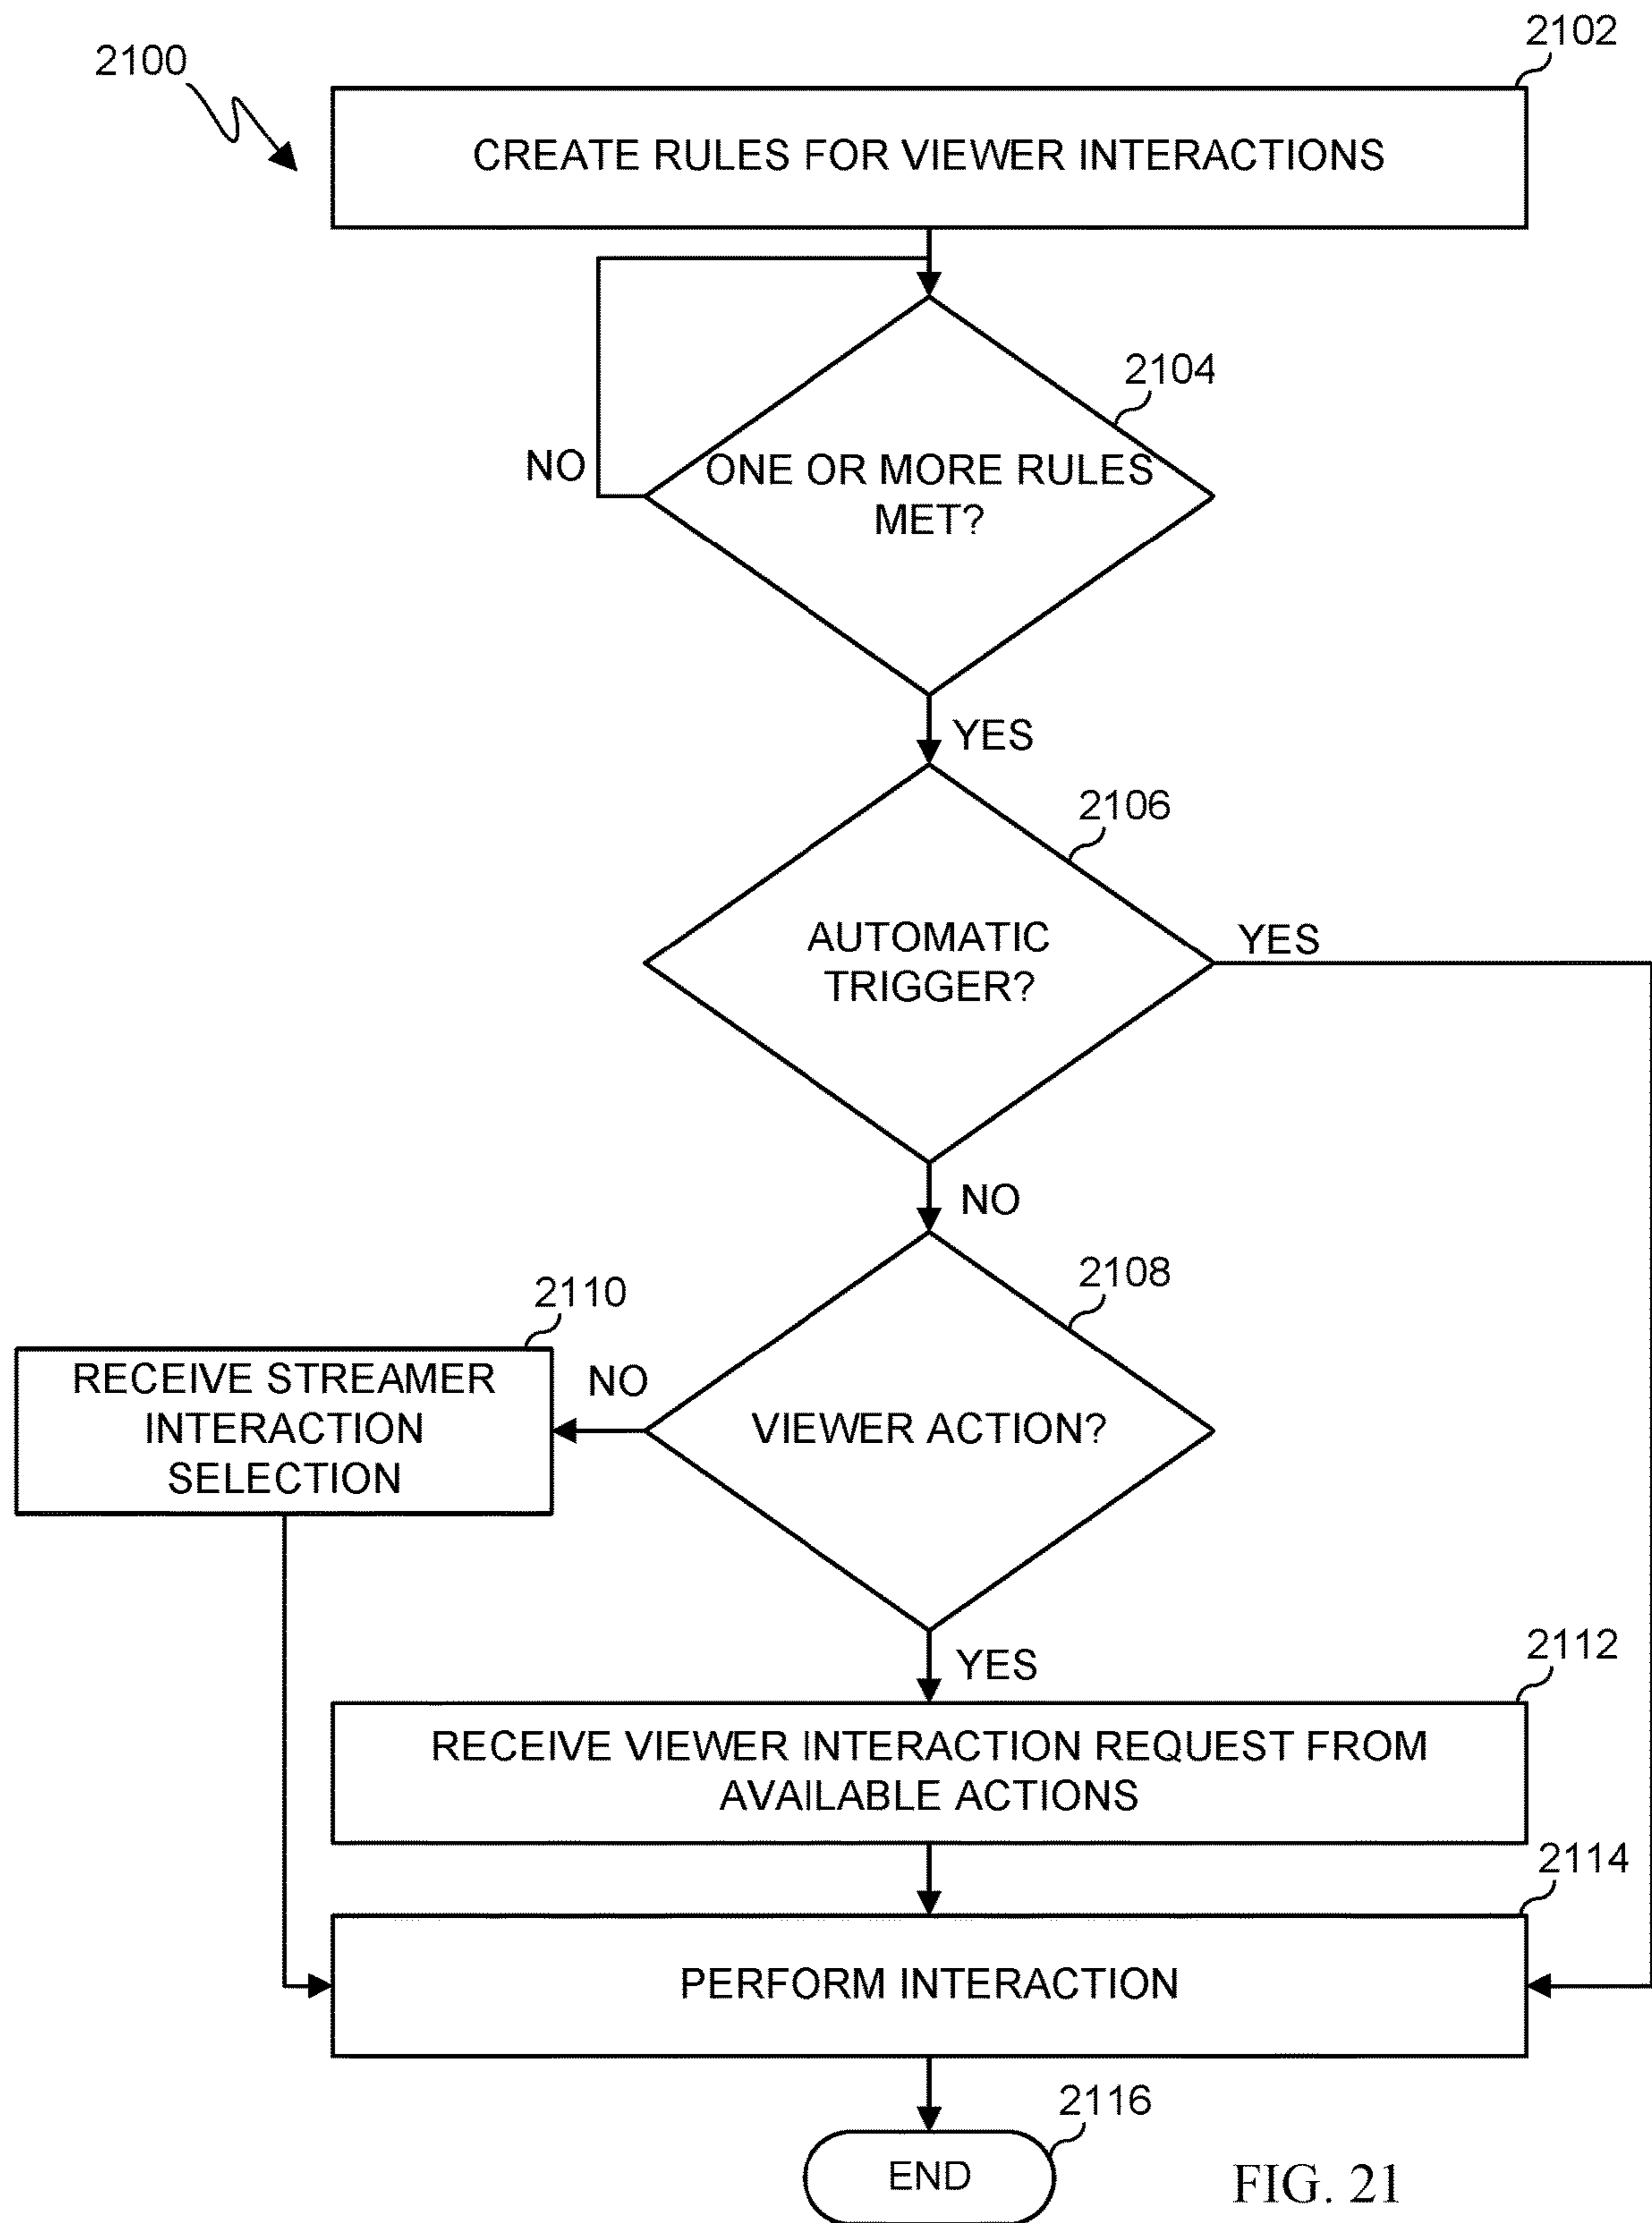 2100
2102
CREATE RULES FOR VIEWER INTERACTIONS
2104
NO
ONE OR MORE RULES
MET?
YES
2106
AUTOMATIC
TRIGGER?
YES
NO
2108
2110
RECEIVE STREAMER
INTERACTION
SELECTION
NO
VIEWER ACTION?
YES
2112
RECEIVE VIEWER INTERACTION REQUEST FROM
AVAILABLE ACTIONS
2114
PERFORM INTERACTION
2116
END
FIG. 21